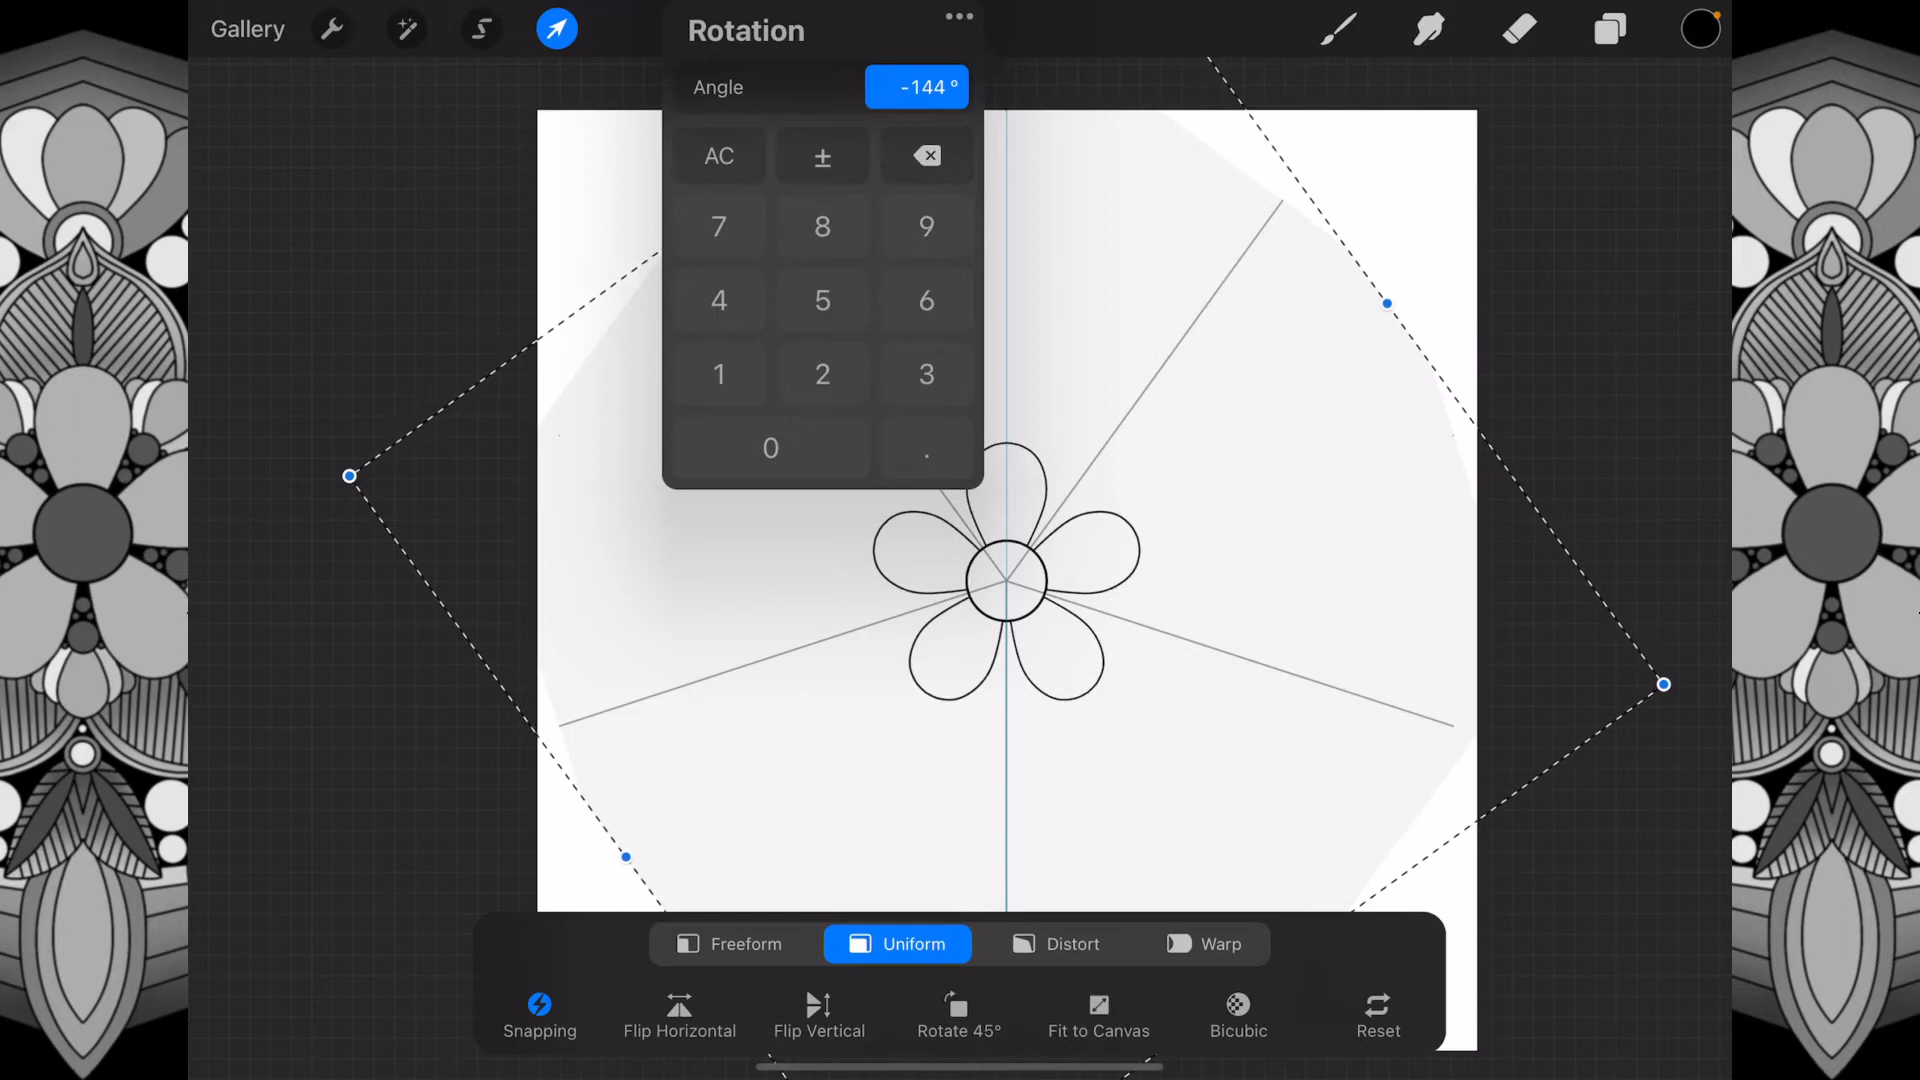 Gallery
Rotation
Angle -144 °
AC ±
7 8 9
4 5 6
1 2 3
0 .
Freeform Uniform Distort Warp
Snapping Flip Horizontal Flip Vertical Rotate 45° Fit to Canvas Bicubic Reset